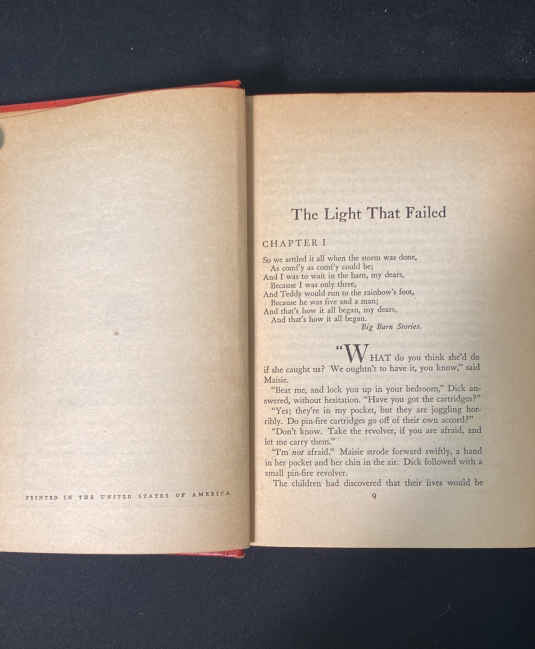 PRINTED IN THE UNITED STATES OF AMERICA
The Light That Failed
CHAPTER I
So we settled it all when the storm was done,
As comf'y as comf'y could be;
And I was to wait in the barn, my dears,
Because I was only three,
And Teddy would run to the rainbow's foot,
Because he was five and a man;
And that's how it all began, my dears,
And that's how it all began.
Big Barn Stories.
"WHAT do you think she'd do
if she caught us? We oughtn't to have it, you know," said
Maisie.
"Beat me, and lock you up in your bedroom," Dick an-
swered, without hesitation. "Have you got the cartridges?"
"Yes; they're in my pocket, but they are joggling hor-
ribly. Do pin-fire cartridges go off of their own accord?"
"Don't know. Take the revolver, if you are afraid, and
let me carry them."
"I'm not afraid." Maisie strode forward swiftly, a hand
in her pocket and her chin in the air. Dick followed with a
small pin-fire revolver.
The children had discovered that their lives would be
9